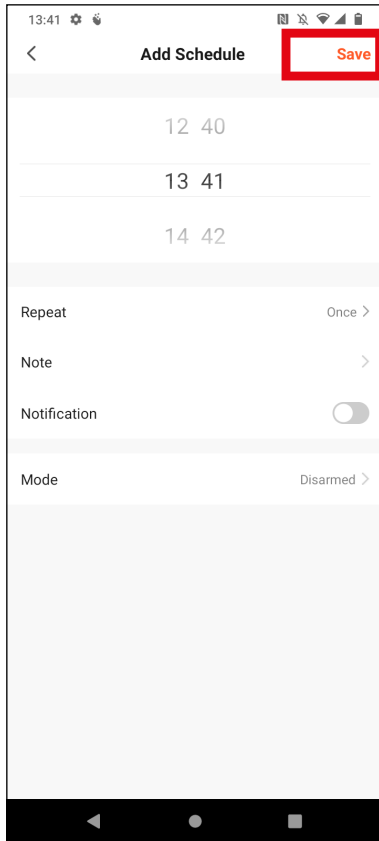 13:41
Add Schedule Save
12 40
13 41
14 42
Repeat Once
Note
Notification
Mode Disarmed